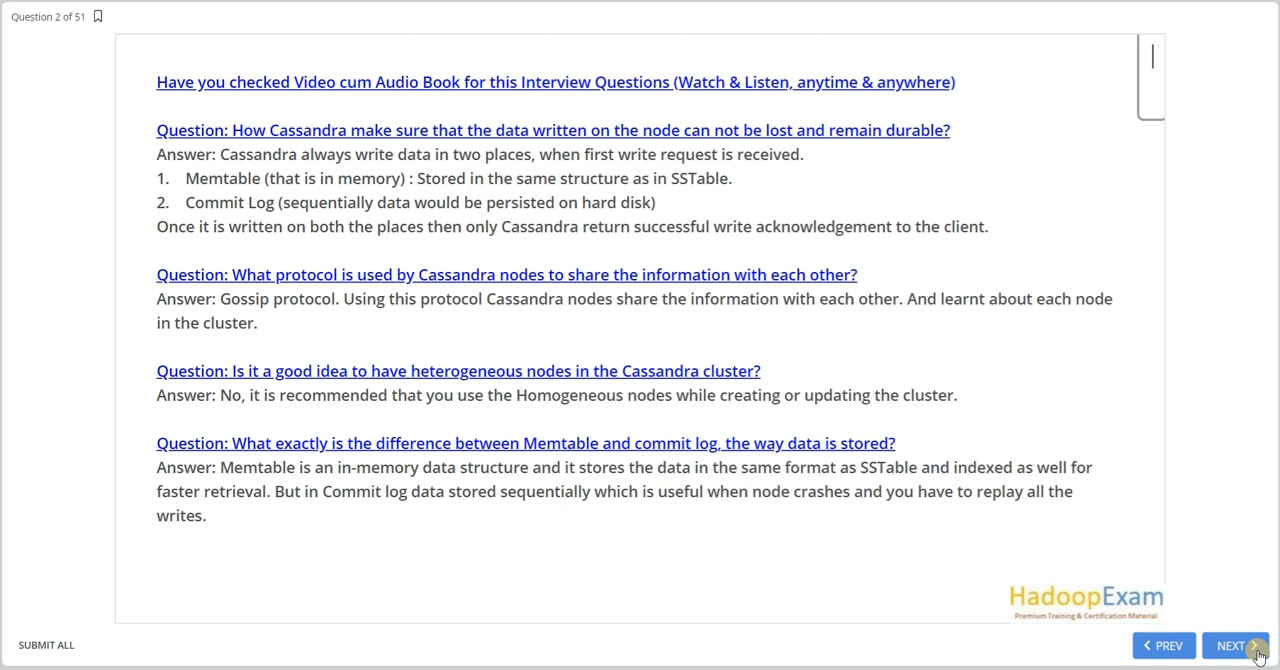 Question 2 of 51
Have you checked Video cum Audio Book for this Interview Questions (Watch & Listen, anytime & anywhere)
Question: How Cassandra make sure that the data written on the node can not be lost and remain durable?
Answer: Cassandra always write data in two places, when first write request is received.
1. Memtable (that is in memory) : Stored in the same structure as in SSTable.
2. Commit Log (sequentially data would be persisted on hard disk)
Once it is written on both the places then only Cassandra return successful write acknowledgement to the client.
Question: What protocol is used by Cassandra nodes to share the information with each other?
Answer: Gossip protocol. Using this protocol Cassandra nodes share the information with each other. And learnt about each node
in the cluster.
Question: Is it a good idea to have heterogeneous nodes in the Cassandra cluster?
Answer: No, it is recommended that you use the Homogeneous nodes while creating or updating the cluster.
Question: What exactly is the difference between Memtable and commit log, the way data is stored?
Answer: Memtable is an in-memory data structure and it stores the data in the same format as SSTable and indexed as well for
faster retrieval. But in Commit log data stored sequentially which is useful when node crashes and you have to replay all the
writes.
HadoopExam
Premium Training & Certification Material
SUBMIT ALL
PREV
NEXT